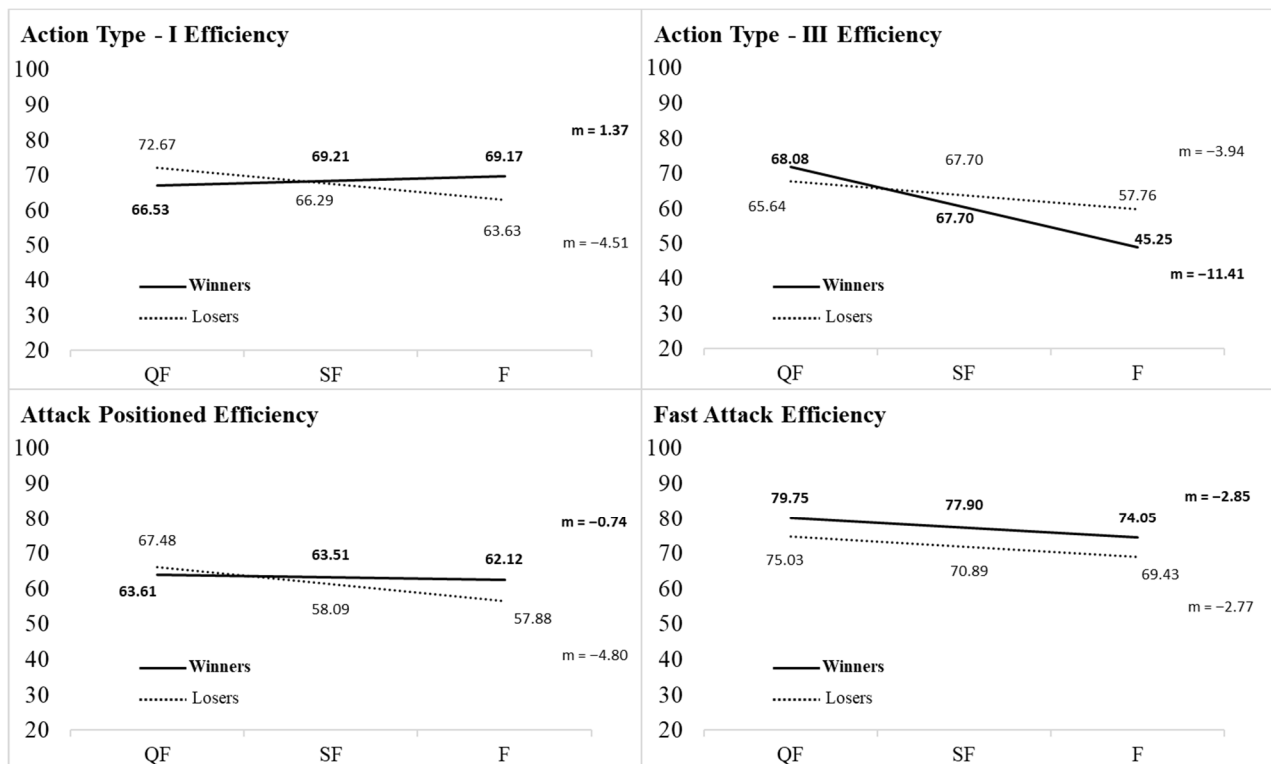 Action Type - I Efficiency
100
90
80
70
60
50
40
30
20
72.67
69.21
69.17
m = 1.37
66.53
66.29
63.63
m = −4.51
Winners
Losers
QF SF F
Action Type - III Efficiency
100
90
80
70
60
50
40
30
20
68.08
67.70
m = −3.94
65.64
67.70
57.76
45.25
m = −11.41
Winners
Losers
QF SF F
Attack Positioned Efficiency
100
90
80
70
60
50
40
30
20
67.48
63.51
62.12
m = −0.74
63.61
58.09
57.88
m = −4.80
Winners
Losers
QF SF F
Fast Attack Efficiency
100
90
80
70
60
50
40
30
20
79.75
77.90
74.05
m = −2.85
75.03
70.89
69.43
m = −2.77
Winners
Losers
QF SF F